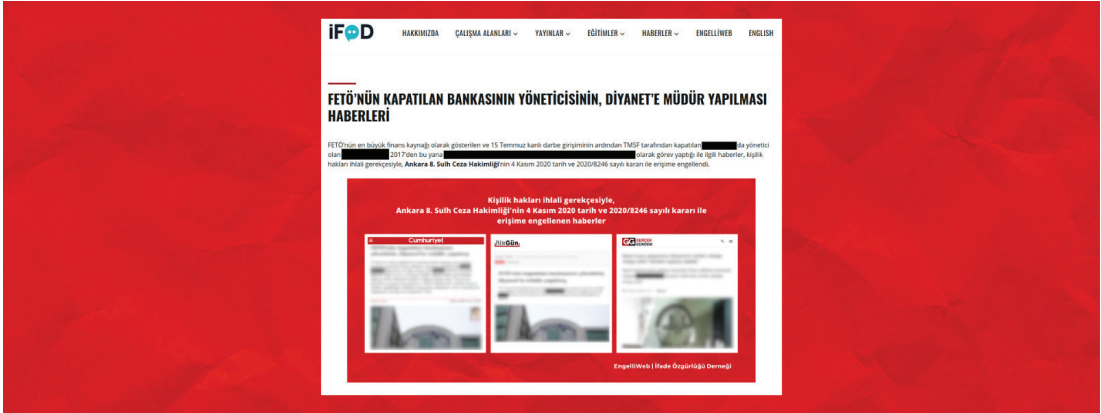 iFOD
HAKKIMIZDA ÇALIŞMA ALANLARI YAYINLAR EĞİTİMLER HABERLER ENGELLİWEB ENGLISH
FETÖ'NÜN KAPATILAN BANKASININ YÖNETİCİSİNİN, DİYANET'E MÜDÜR YAPILMASI
HABERLERİ
FETÖ'nün en büyük finans kaynağı olarak gösterilen ve 15 Temmuz kanlı darbe girişiminin ardından TMSF tarafından kapatılan da yönetici
olan 2017'den bu yana olarak görev yaptığı ile ilgili haberler, kişilik
hakları ihlali gerekçesiyle, Ankara 8. Sulh Ceza Hakimliği'nin 4 Kasım 2020 tarih ve 2020/8246 sayılı kararı ile erişime engellendi.
Kişilik hakları ihlali gerekçesiyle,
Ankara 8. Sulh Ceza Hakimliği'nin 4 Kasım 2020 tarih ve 2020/8246 sayılı kararı ile
erişime engellenen haberler
Cumhuriyet
BirGün
GG GERÇEK
GÜNDEM
EngelliWeb | İfade Özgürlüğü Derneği